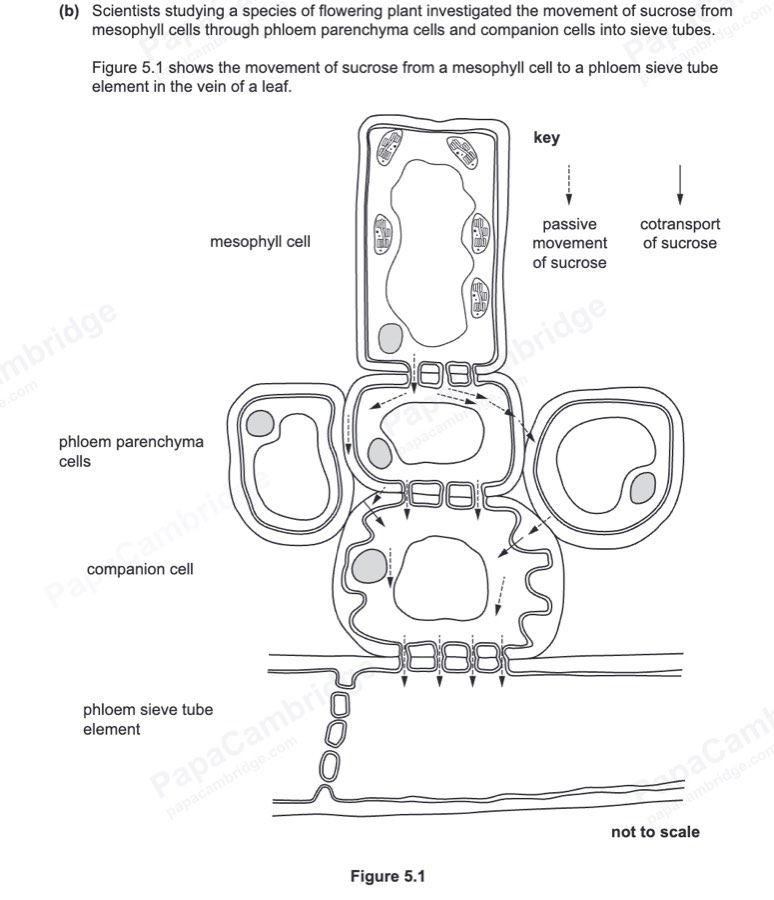 (b) Scientists studying a species of flowering plant investigated the movement of sucrose from
mesophyll cells through phloem parenchyma cells and companion cells into sieve tubes.
Figure 5.1 shows the movement of sucrose from a mesophyll cell to a phloem sieve tube
element in the vein of a leaf.
key
passive
movement
of sucrose
cotransport
of sucrose
mesophyll cell
phloem parenchyma
cells
companion cell
phloem sieve tube
element
not to scale
Figure 5.1
PapaCambridge
papacambridge.com